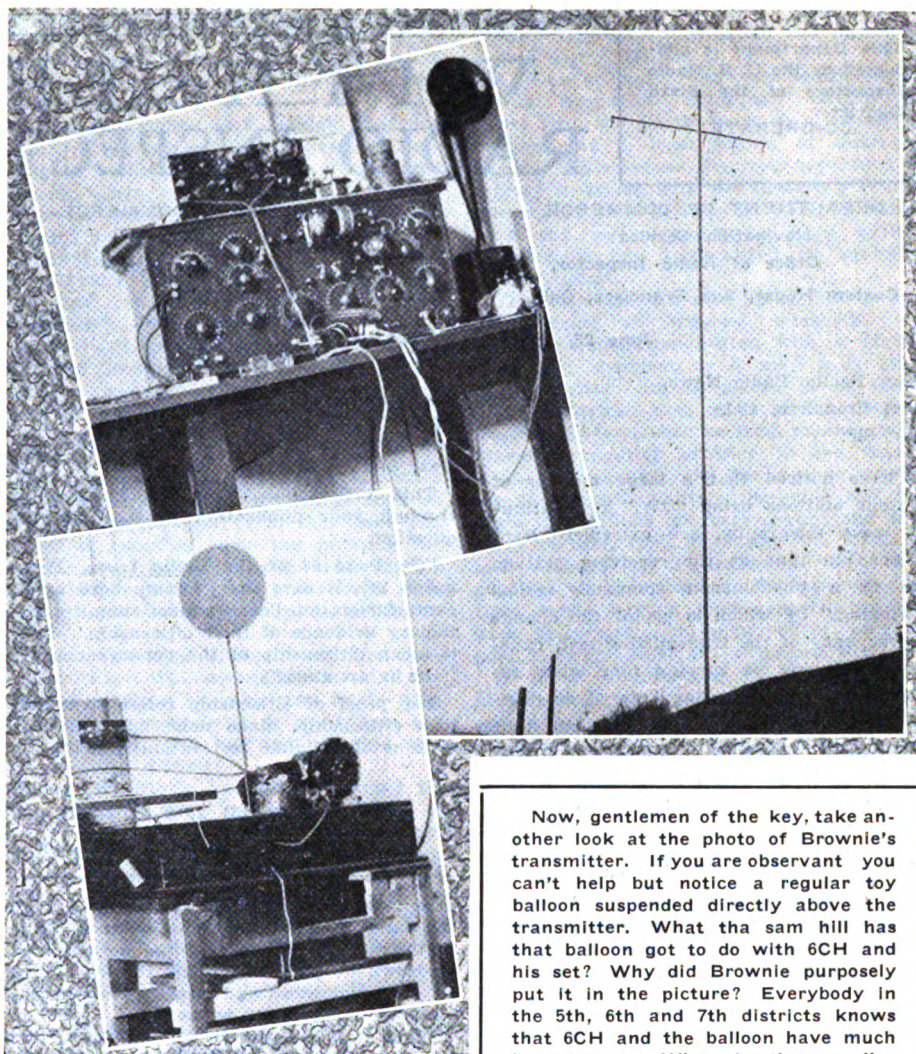 Now, gentlemen of the key, take an-
other look at the photo of Brownie's
transmitter. If you are observant you
can't help but notice a regular toy
balloon suspended directly above the
transmitter. What tha sam hill has
that balloon got to do with 6CH and
his set? Why did Brownie purposely
put it in the picture? Everybody in
the 5th, 6th and 7th districts knows
that 6CH and the balloon have much